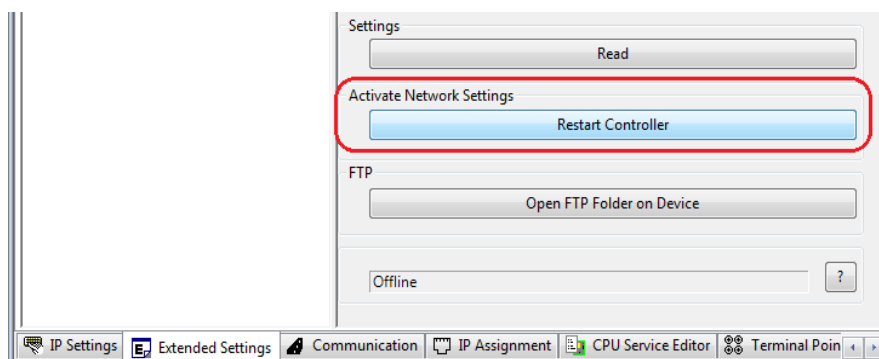 Settings
Read
Activate Network Settings
Restart Controller
FTP
Open FTP Folder on Device
Offline
?
IP Settings Extended Settings Communication IP Assignment CPU Service Editor Terminal Poin